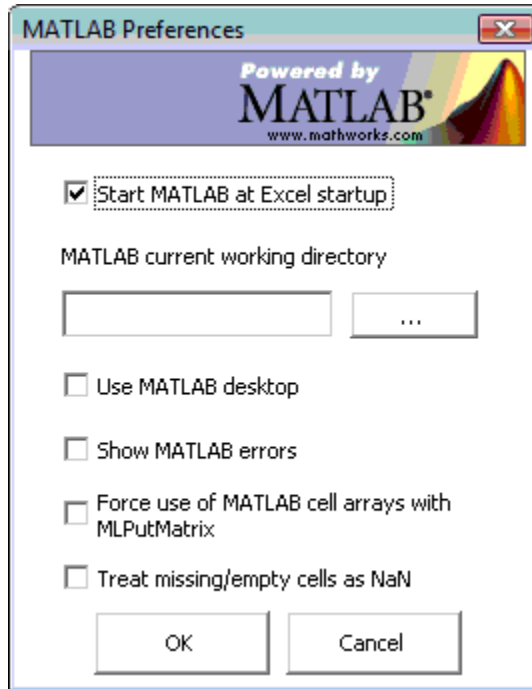 MATLAB Preferences
Powered by
MATLAB®
www.mathworks.com
Start MATLAB at Excel startup
MATLAB current working directory
...
Use MATLAB desktop
Show MATLAB errors
Force use of MATLAB cell arrays with
MLPutMatrix
Treat missing/empty cells as NaN
OK Cancel